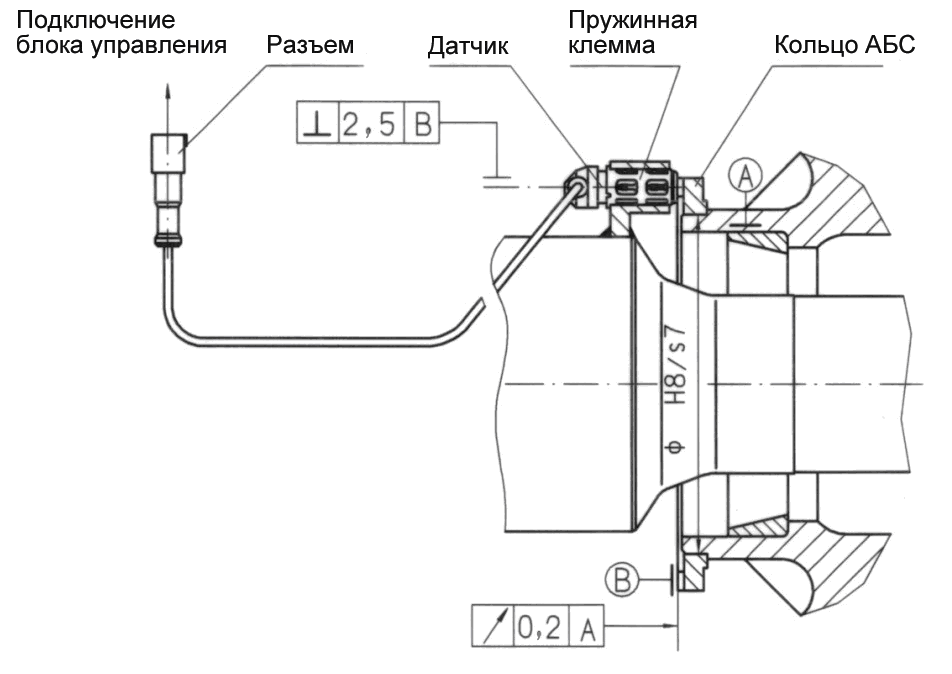 Подключение
блока управления
Разъем
Датчик
Пружинная
клемма
Кольцо АБС
⊥ 2,5 B
A
ϕ H8/s7
B
↗ 0,2 A